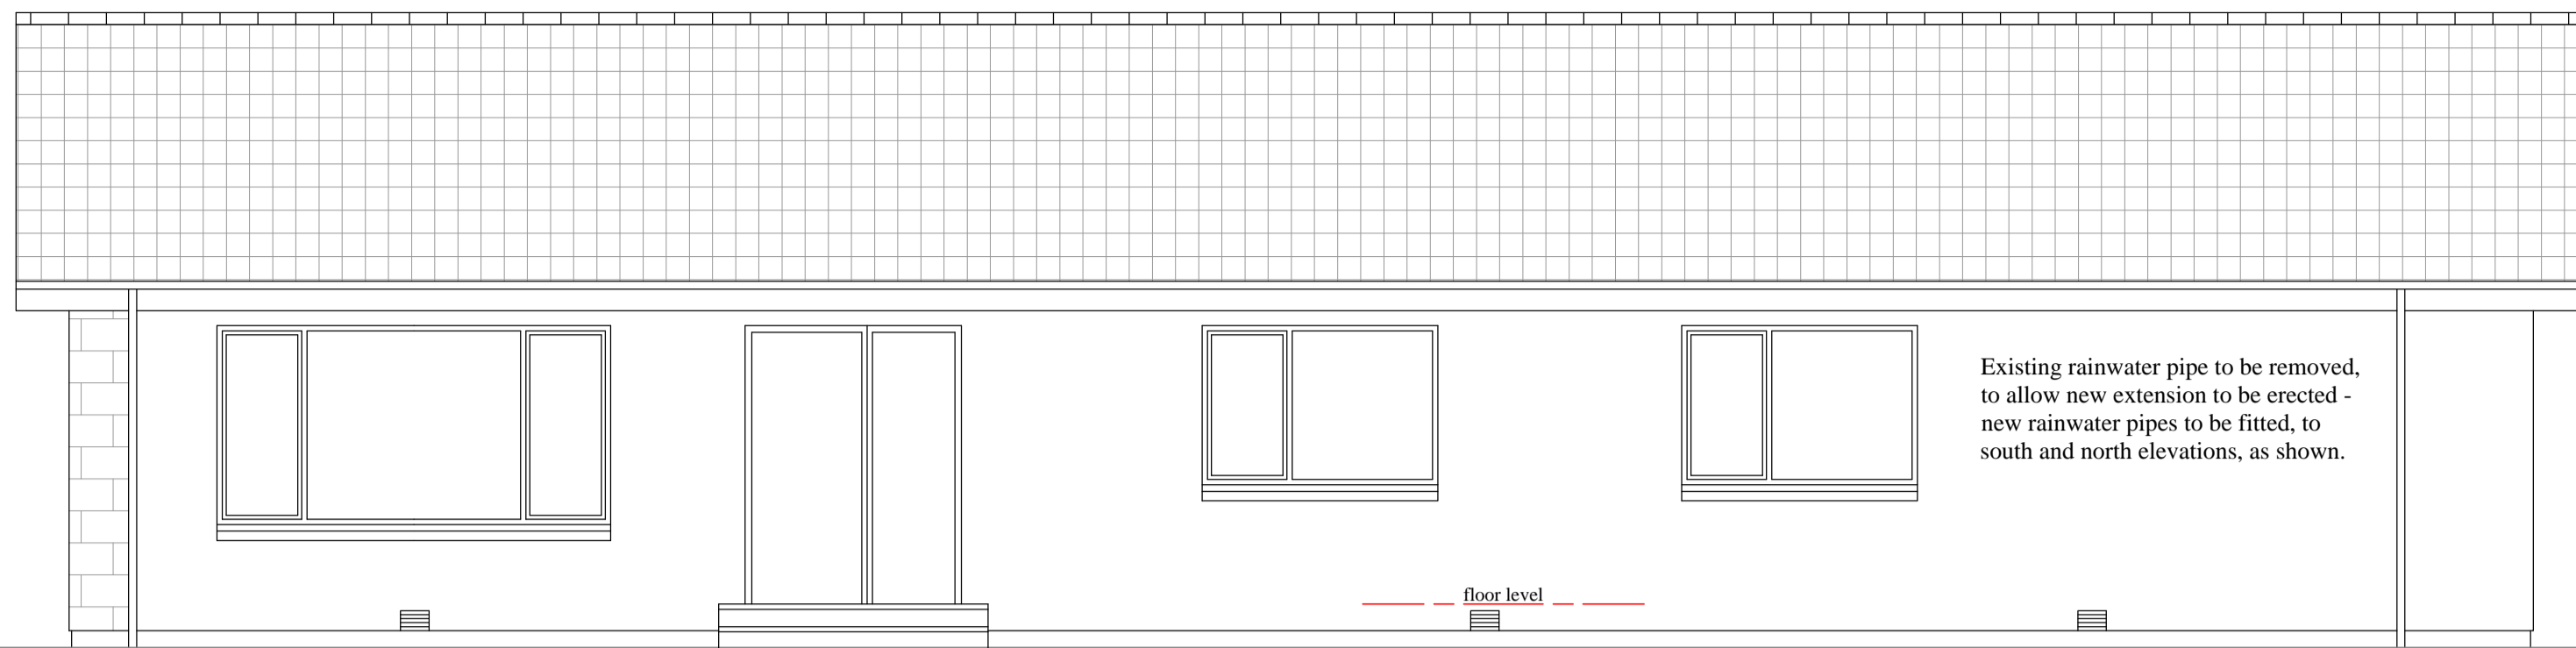 Existing rainwater pipe to be removed,
to allow new extension to be erected -
new rainwater pipes to be fitted, to
south and north elevations, as shown.
floor level